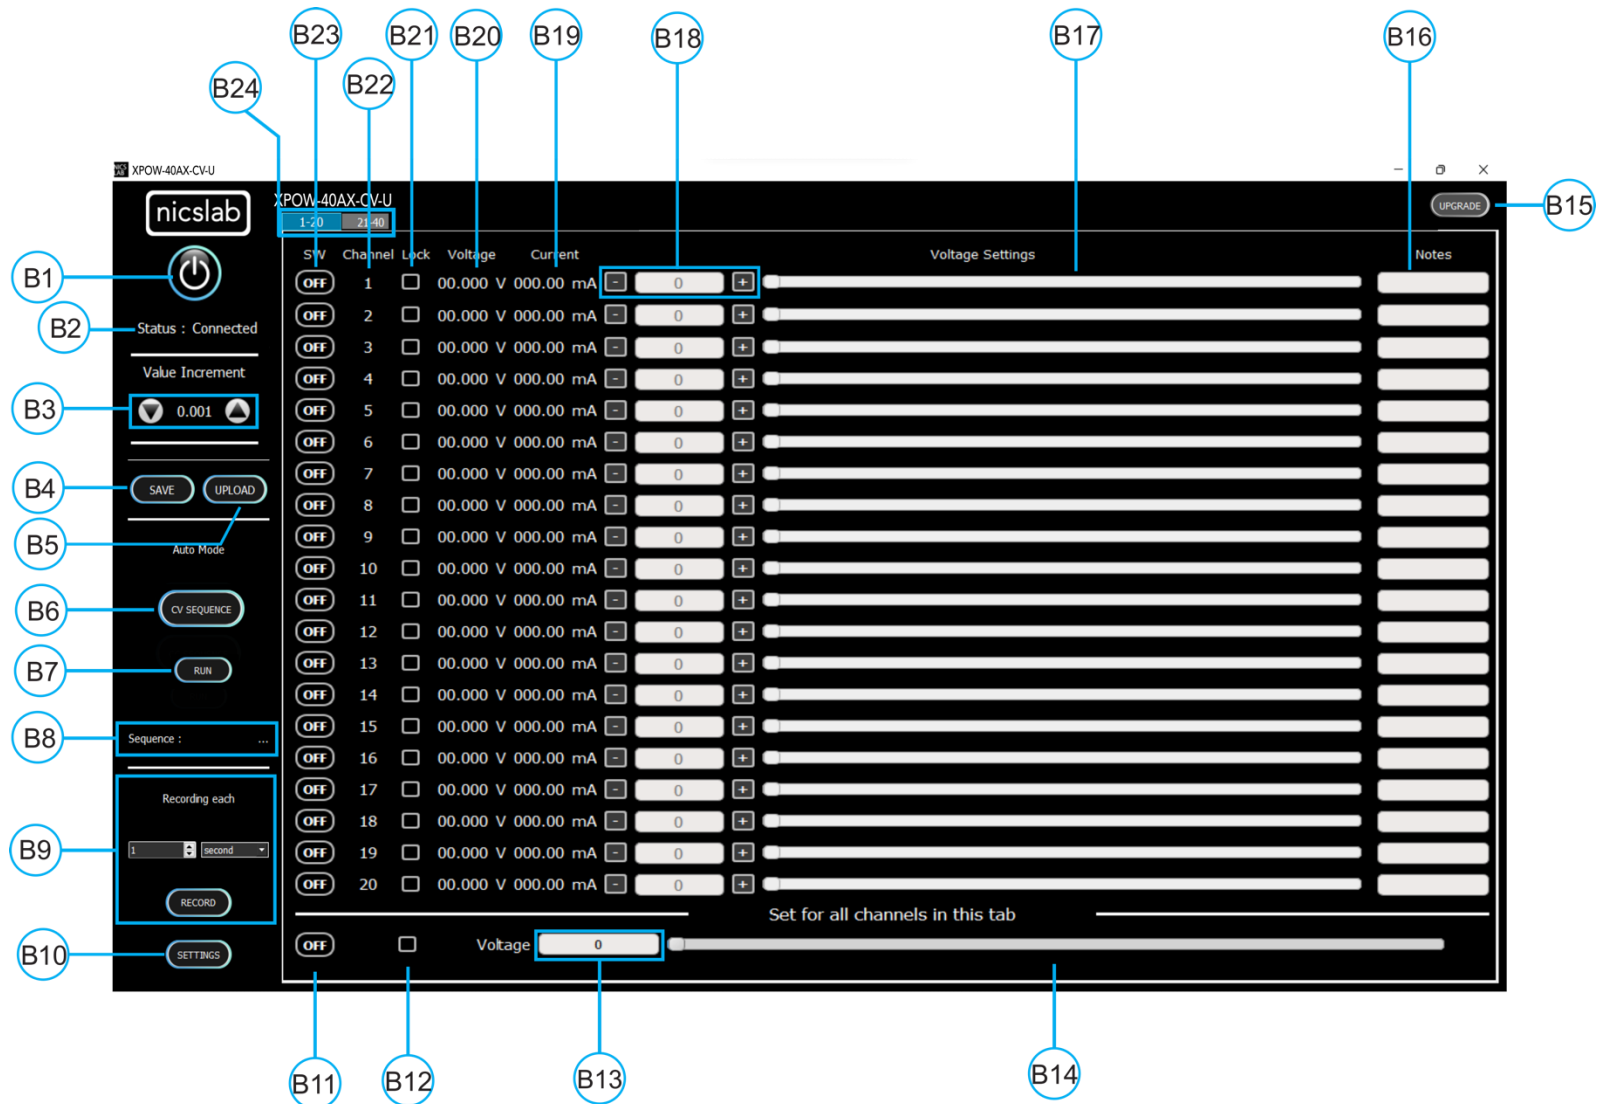 B23 B21 B20 B19 B18 B17 B16
B24 B22
NICS LAB XPOW-40AX-CV-U
nicslab XPOW-40AX-CV-U UPGRADE B15
1-20 21-40
SW Channel Lock Voltage Current Voltage Settings Notes
B1 OFF 1 00.000 V 000.00 mA - 0 +
B2 Status : Connected OFF 2 00.000 V 000.00 mA - 0 +
OFF 3 00.000 V 000.00 mA - 0 +
Value Increment OFF 4 00.000 V 000.00 mA - 0 +
B3 0.001 OFF 5 00.000 V 000.00 mA - 0 +
OFF 6 00.000 V 000.00 mA - 0 +
OFF 7 00.000 V 000.00 mA - 0 +
B4 SAVE UPLOAD OFF 8 00.000 V 000.00 mA - 0 +
B5 Auto Mode OFF 9 00.000 V 000.00 mA - 0 +
OFF 10 00.000 V 000.00 mA - 0 +
B6 CV SEQUENCE OFF 11 00.000 V 000.00 mA - 0 +
OFF 12 00.000 V 000.00 mA - 0 +
B7 RUN OFF 13 00.000 V 000.00 mA - 0 +
OFF 14 00.000 V 000.00 mA - 0 +
OFF 15 00.000 V 000.00 mA - 0 +
B8 Sequence : ... OFF 16 00.000 V 000.00 mA - 0 +
OFF 17 00.000 V 000.00 mA - 0 +
Recording each OFF 18 00.000 V 000.00 mA - 0 +
B9 1 second OFF 19 00.000 V 000.00 mA - 0 +
OFF 20 00.000 V 000.00 mA - 0 +
RECORD
Set for all channels in this tab
B10 SETTINGS OFF Voltage 0
B11 B12 B13 B14